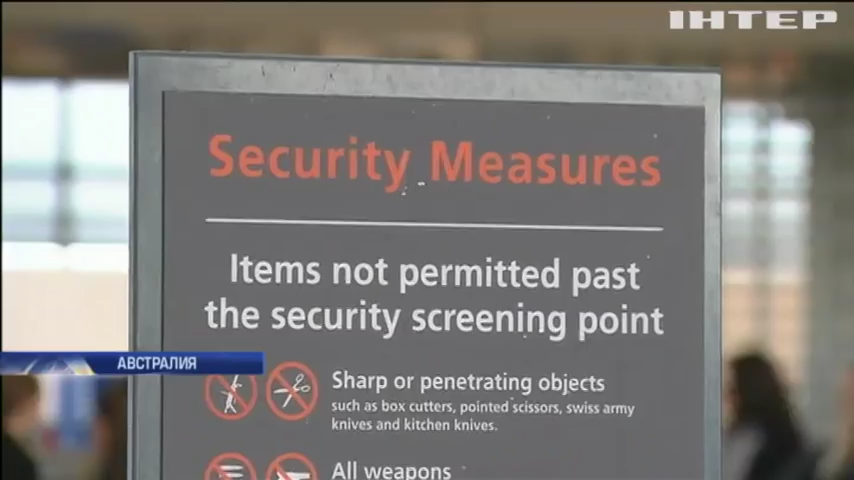 ІНТЕР
Security Measures
Items not permitted past
the security screening point
АВСТРАЛИЯ
Sharp or penetrating objects
such as box cutters, pointed scissors, swiss army
knives and kitchen knives.
All weapons